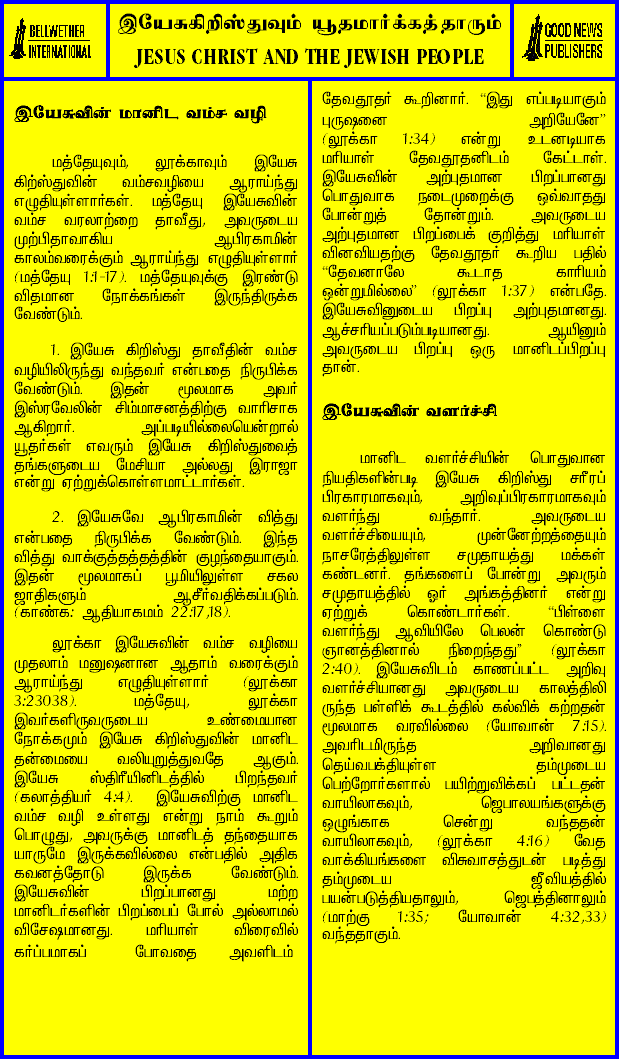 BELLWETHER
INTERNATIONAL
இயேசுகிறிஸ்துவும் யூதமார்க்கத்தாரும்
JESUS CHRIST AND THE JEWISH PEOPLE
GOOD NEWS
PUBLISHERS
இயேசுவின் மானிட வம்ச வழி
மத்தேயுவும், லூக்காவும் இயேசு
கிறிஸ்துவின் வம்சவழியை ஆராய்ந்து
எழுதியுள்ளார்கள். மத்தேயு இயேசுவின்
வம்ச வரலாற்றை தாவீது, அவருடைய
முற்பிதாவாகிய ஆபிரகாமின்
காலம்வரைக்கும் ஆராய்ந்து எழுதியுள்ளார்
(மத்தேயு 1:1-17). மத்தேயுவுக்கு இரண்டு
விதமான நோக்கங்கள் இருந்திருக்க
வேண்டும்.
1. இயேசு கிறிஸ்து தாவீதின் வம்ச
வழியிலிருந்து வந்தவர் என்பதை நிருபிக்க
வேண்டும். இதன் மூலமாக அவர்
இஸ்ரவேலின் சிம்மாசனத்திற்கு வாரிசாக
ஆகிறார். அப்படியில்லையென்றால்
யூதர்கள் எவரும் இயேசு கிறிஸ்துவைத்
தங்களுடைய மேசியா அல்லது இராஜா
என்று ஏற்றுக்கொள்ளமாட்டார்கள்.
2. இயேசுவே ஆபிரகாமின் வித்து
என்பதை நிருபிக்க வேண்டும். இந்த
வித்து வாக்குத்தத்தத்தின் குழந்தையாகும்.
இதன் மூலமாகப் பூமியிலுள்ள சகல
ஜாதிகளும் ஆசீர்வதிக்கப்படும்.
(காண்க: ஆதியாகமம் 22:17,18).
லூக்கா இயேசுவின் வம்ச வழியை
முதலாம் மனுஷனான ஆதாம் வரைக்கும்
ஆராய்ந்து எழுதியுள்ளார் (லூக்கா
3:23038). மத்தேயு, லூக்கா
இவர்களிருவருடைய உண்மையான
நோக்கமும் இயேசு கிறிஸ்துவின் மானிட
தன்மையை வலியுறுத்துவதே ஆகும்.
இயேசு ஸ்திரீயினிடத்தில் பிறந்தவர்
(கலாத்தியர் 4:4). இயேசுவிற்கு மானிட
வம்ச வழி உள்ளது என்று நாம் கூறும்
பொழுது, அவருக்கு மானிடத் தந்தையாக
யாருமே இருக்கவில்லை என்பதில் அதிக
கவனத்தோடு இருக்க வேண்டும்.
இயேசுவின் பிறப்பானது மற்ற
மானிடர்களின் பிறப்பைப் போல் அல்லாமல்
விசேஷமானது. மரியாள் விரைவில்
கர்ப்பமாகப் போவதை அவளிடம்
தேவதூதர் கூறினார். “இது எப்படியாகும்
புருஷனை அறியேனே”
(லூக்கா 1:34) என்று உடனடியாக
மரியாள் தேவதூதனிடம் கேட்டாள்.
இயேசுவின் அற்புதமான பிறப்பானது
பொதுவாக நடைமுறைக்கு ஒவ்வாதது
போன்றுத் தோன்றும். அவருடைய
அற்புதமான பிறப்பைக் குறித்து மரியாள்
வினவியதற்கு தேவதூதர் கூறிய பதில்
“தேவனாலே கூடாத காரியம்
ஒன்றுமில்லை” (லூக்கா 1:37) என்பதே.
இயேசுவினுடைய பிறப்பு அற்புதமானது.
ஆச்சரியப்படும்படியானது. ஆயினும்
அவருடைய பிறப்பு ஒரு மானிடப்பிறப்பு
தான்.
இயேசுவின் வளர்ச்சி
மானிட வளர்ச்சியின் பொதுவான
நியதிகளின்படி இயேசு கிறிஸ்து சரீரப்
பிரகாரமாகவும், அறிவுப்பிரகாரமாகவும்
வளர்ந்து வந்தார். அவருடைய
வளர்ச்சியையும், முன்னேற்றத்தையும்
நாசரேத்திலுள்ள சமுதாயத்து மக்கள்
கண்டனர். தங்களைப் போன்று அவரும்
சமுதாயத்தில் ஓர் அங்கத்தினர் என்று
ஏற்றுக் கொண்டார்கள். “பிள்ளை
வளர்ந்து ஆவியிலே பெலன் கொண்டு
ஞானத்தினால் நிறைந்தது” (லூக்கா
2:40). இயேசுவிடம் காணப்பட்ட அறிவு
வளர்ச்சியானது அவருடைய காலத்திலி
ருந்த பள்ளிக் கூடத்தில் கல்விக் கற்றதன்
மூலமாக வரவில்லை (யோவான் 7:15).
அவரிடமிருந்த அறிவானது
தெய்வபக்தியுள்ள தம்முடைய
பெற்றோர்களால் பயிற்றுவிக்கப் பட்டதன்
வாயிலாகவும், ஜெபாலயங்களுக்கு
ஒழுங்காக சென்று வந்ததன்
வாயிலாகவும், (லூக்கா 4:16) வேத
வாக்கியங்களை விசுவாசத்துடன் படித்து
தம்முடைய ஜீவியத்தில்
பயன்படுத்தியதாலும், ஜெபத்தினாலும்
(மாற்கு 1:35; யோவான் 4:32,33)
வந்ததாகும்.